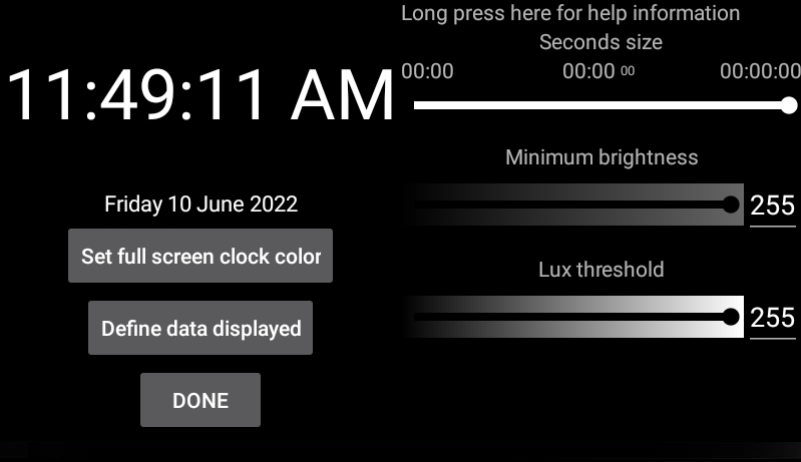 11:49:11 AM
Friday 10 June 2022
Set full screen clock color
Define data displayed
DONE
Long press here for help information
Seconds size
00:00 00:00 00 00:00:00
Minimum brightness
255
Lux threshold
255